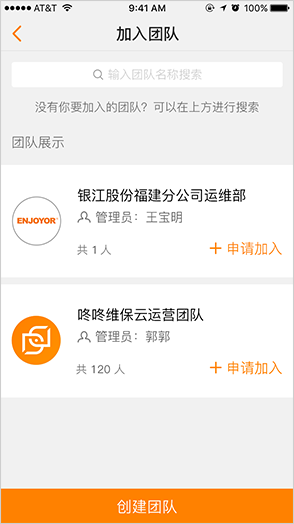 AT&T 9:41 AM 100%
加入团队
输入团队名称搜索
没有你要加入的团队？可以在上方进行搜索
团队展示
ENJOYOR
银江股份福建分公司运维部
管理员：王宝明
共 1 人
+ 申请加入
咚咚维保云运营团队
管理员：郭郭
共 120 人
+ 申请加入
创建团队